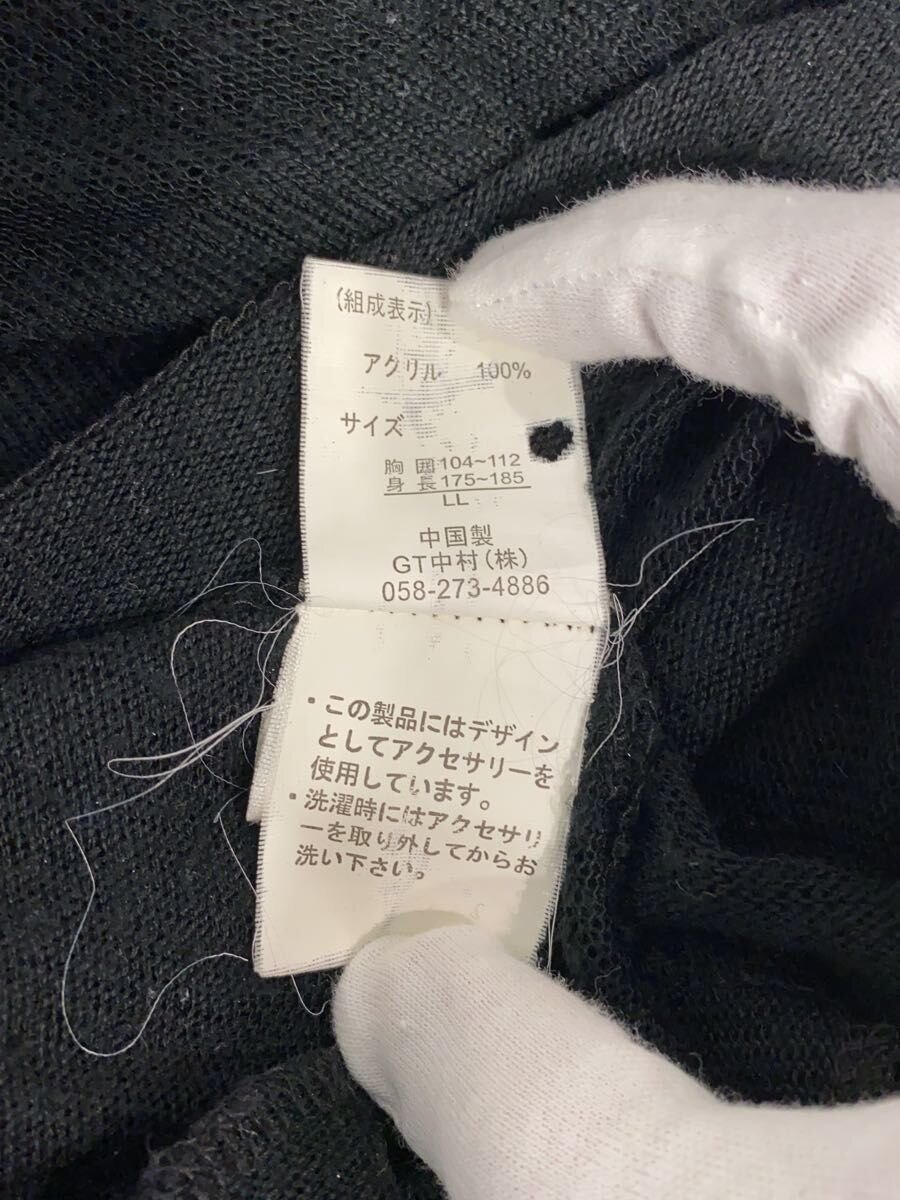 (組成表示)
アクリル 100%
サイズ
胸囲104~112
身長175~185
LL
中国製
GT中村(株)
058-273-4886
・この製品にはデザイン
としてアクセサリーを
使用しています。
・洗濯時にはアクセサリ
ーを取り外してからお
洗い下さい。